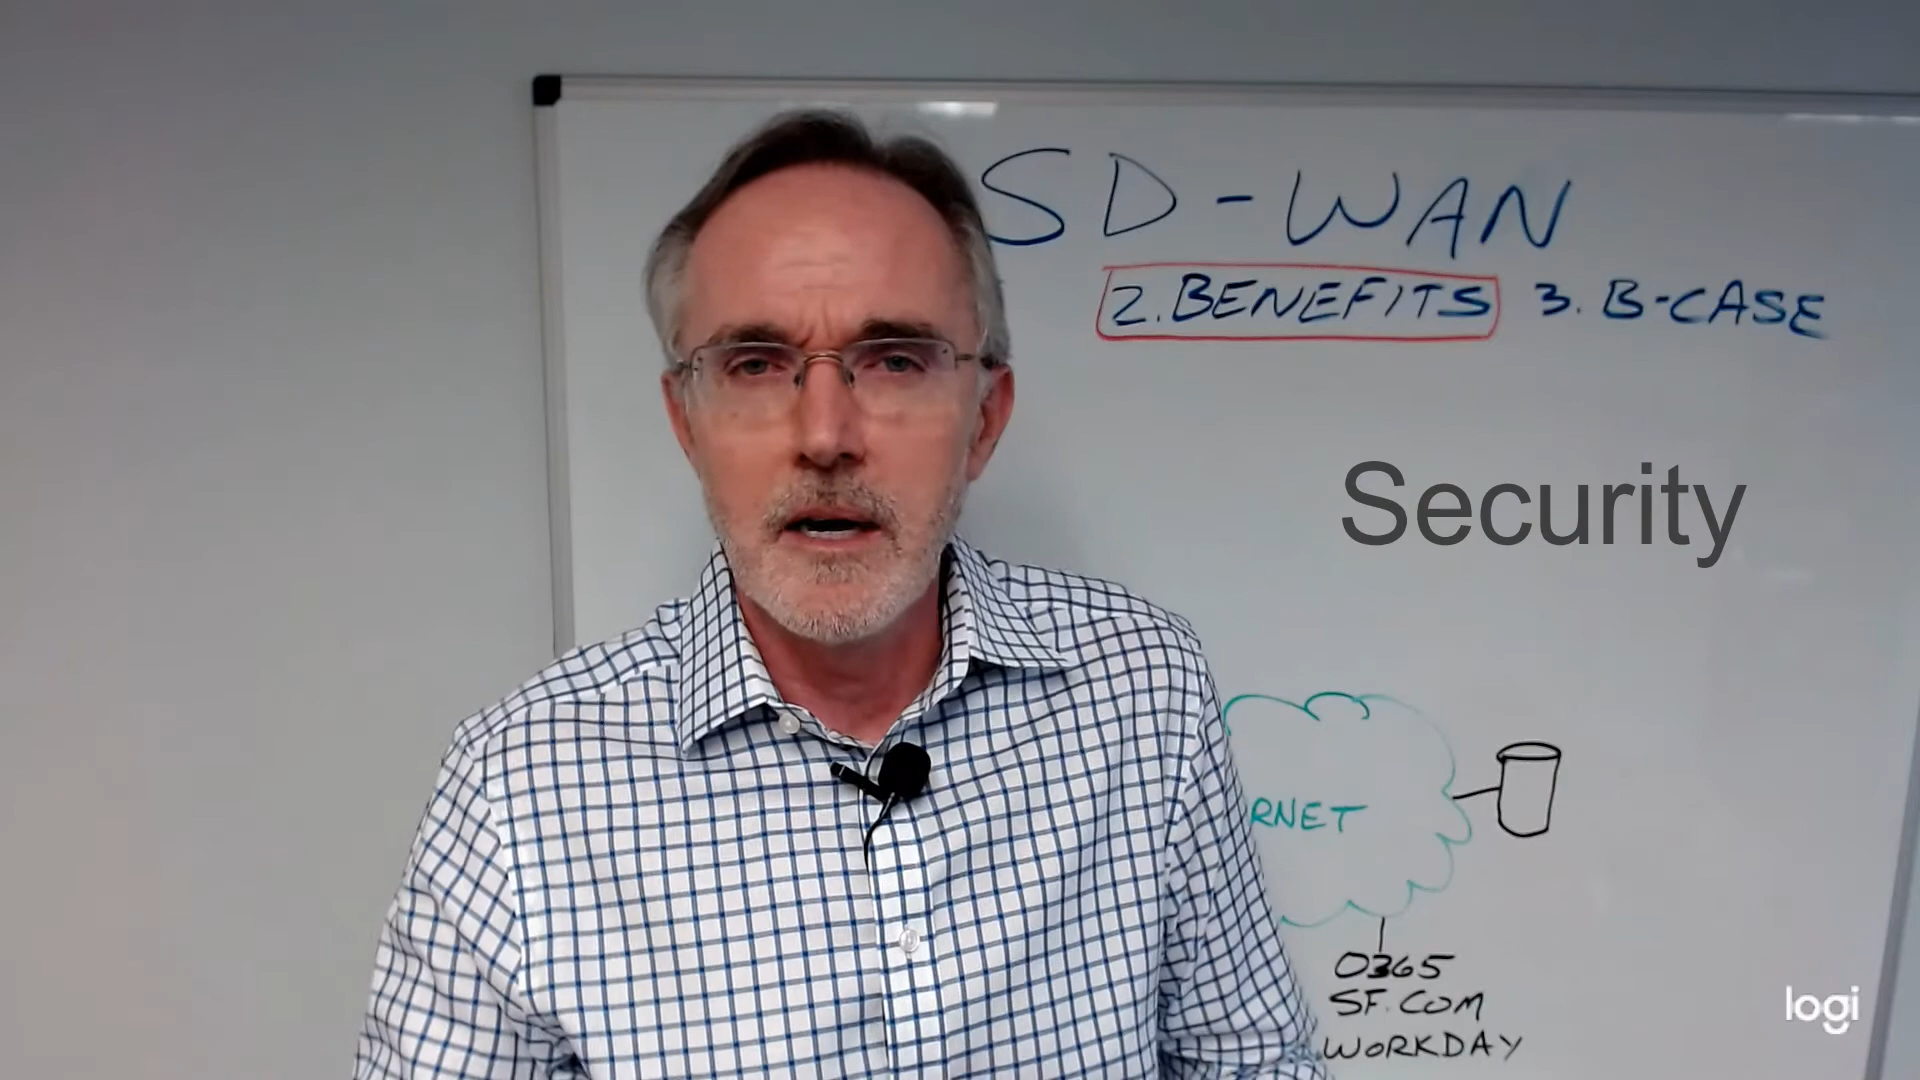 SD-WAN
2. BENEFITS 3. B-CASE
Security
RNET
O365
SF.COM
WORKDAY
logi